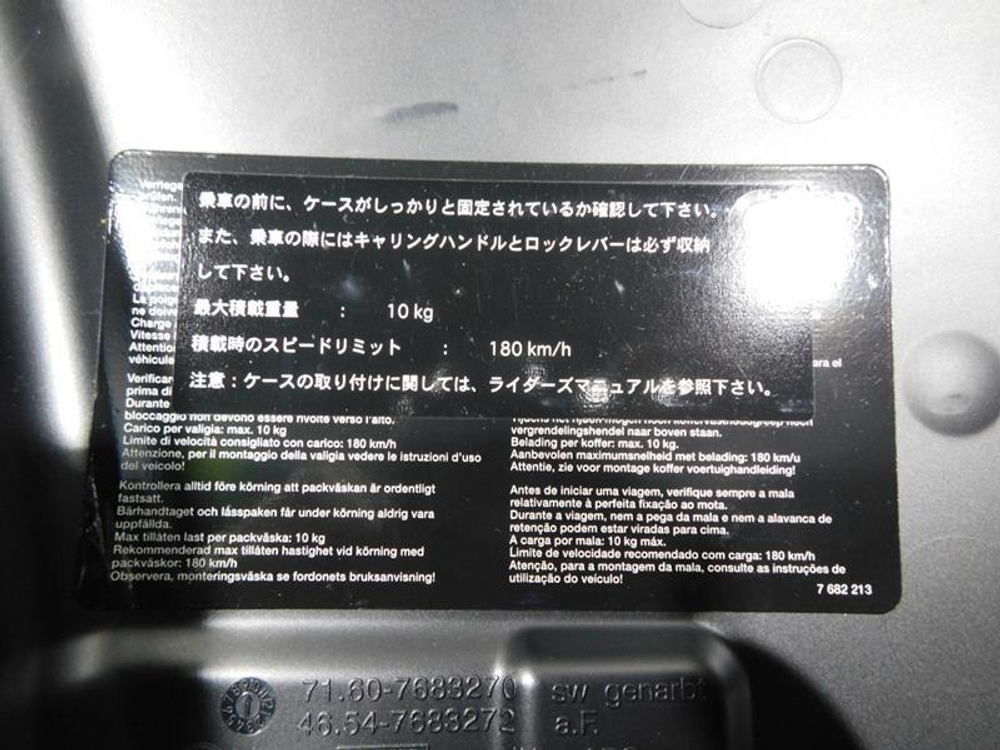 乗車の前に、ケースがしっかりと固定されているか確認して下さい。
また、乗車の際にはキャリングハンドルとロックレバーは必ず収納
して下さい。
最大積載重量 : 10 kg
積載時のスピードリミット : 180 km/h
注意:ケースの取り付けに関しては、ライダーズマニュアルを参照下さい。
La
ne
Charge
Vitesse
véhicule
Verificar
prima di
Durante
bloccaggio non devono essere rivolte verso l'alto.
Carico per valigia: max. 10 kg
Limite di velocità consigliato con carico: 180 km/h
Attenzione, per il montaggio della valigia vedere le istruzioni d'uso
del veicolo!
Kontrollera alltid före körning att packväskan är ordentligt
fastsatt.
Bärhandtaget och låsspaken får under körning aldrig vara
uppfällda.
Max tillåten last per packväska: 10 kg
Rekommenderad max tillåten hastighet vid körning med
packväskor: 180 km/h
Observera, monteringsväska se fordonets bruksanvisning!
ara el
vergrendelingshendel naar boven staan.
Belading per koffer: max. 10 kg.
Aanbevolen maximumsnelheid met belading: 180 km/u
Attentie, zie voor montage koffer voertuighandleiding!
Antes de iniciar uma viagem, verifique sempre a mala
relativamente à perfeita fixação ao mota.
Durante a viagem, nem a pega da mala e nem a alavanca de
retenção podem estar viradas para cima.
A carga por mala: 10 kg máx.
Limite de velocidade recomendado com carga: 180 km/h
Atenção, para a montagem da mala, consulte as instruções de
utilização do veículo!
7 682 213
71.60-7683270 sw genarbt
46.54-7683272 a.F.